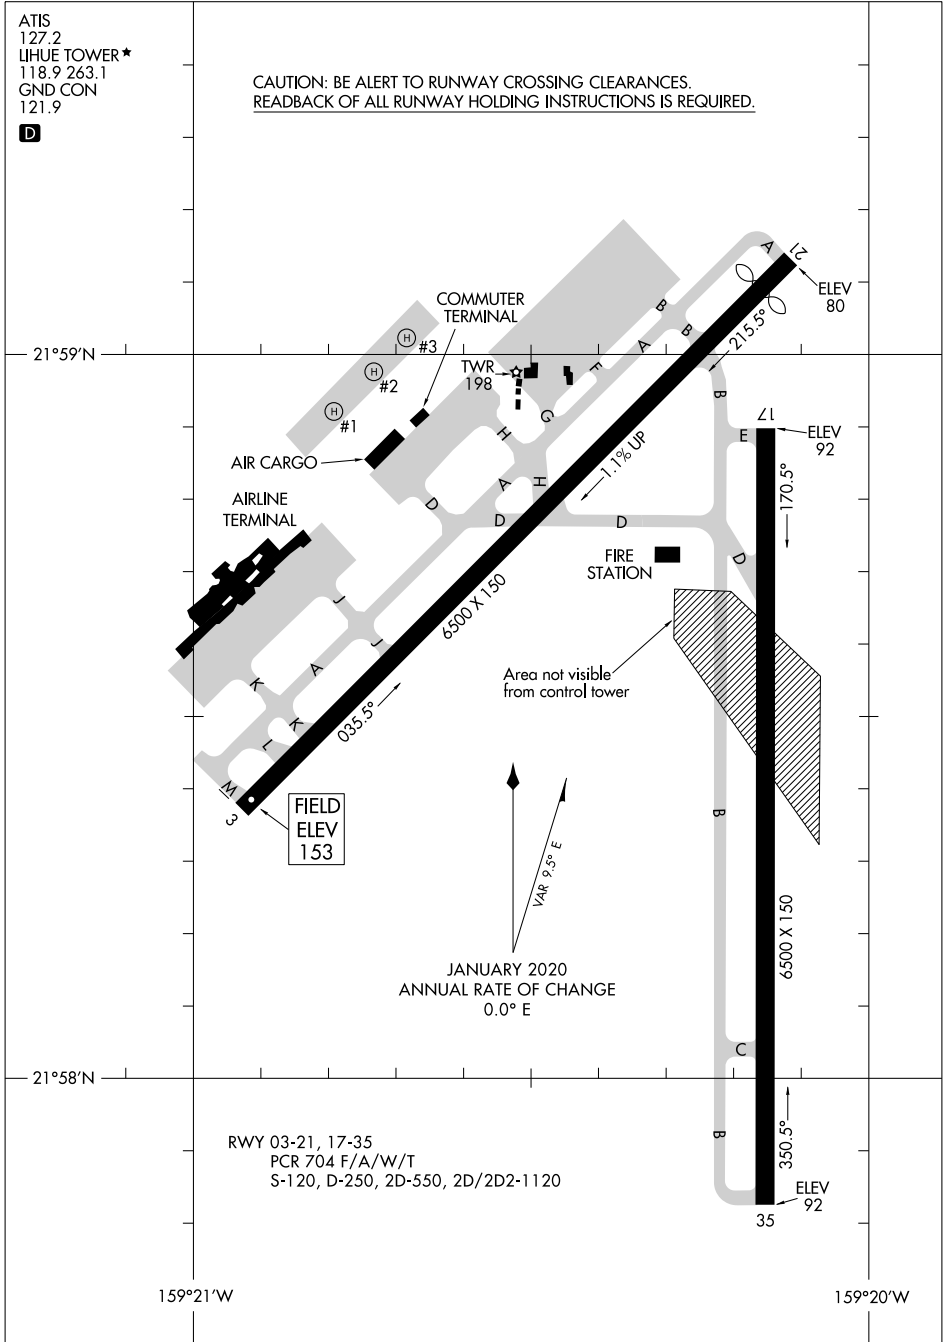 ATIS
127.2
LIHUE TOWER★
118.9 263.1
GND CON
121.9
D
CAUTION: BE ALERT TO RUNWAY CROSSING CLEARANCES.
READBACK OF ALL RUNWAY HOLDING INSTRUCTIONS IS REQUIRED.
A
21
ELEV
80
COMMUTER
TERMINAL
B
B
215.5°
H
#3
21°59'N
A
TWR
198
F
H
#2
B
H
#1
G
17
E
ELEV
92
H
1.1% UP
AIR CARGO
170.5°
A
H
AIRLINE
TERMINAL
D
D
D
FIRE
STATION
D
6500 X 150
J
J
Area not visible
from control tower
A
K
035.5°
K
L
W
3
FIELD
ELEV
153
B
VAR 9.5° E
6500 X 150
JANUARY 2020
ANNUAL RATE OF CHANGE
0.0° E
C
21°58'N
B
350.5°
RWY 03-21, 17-35
PCR 704 F/A/W/T
S-120, D-250, 2D-550, 2D/2D2-1120
ELEV
92
35
159°21'W
159°20'W